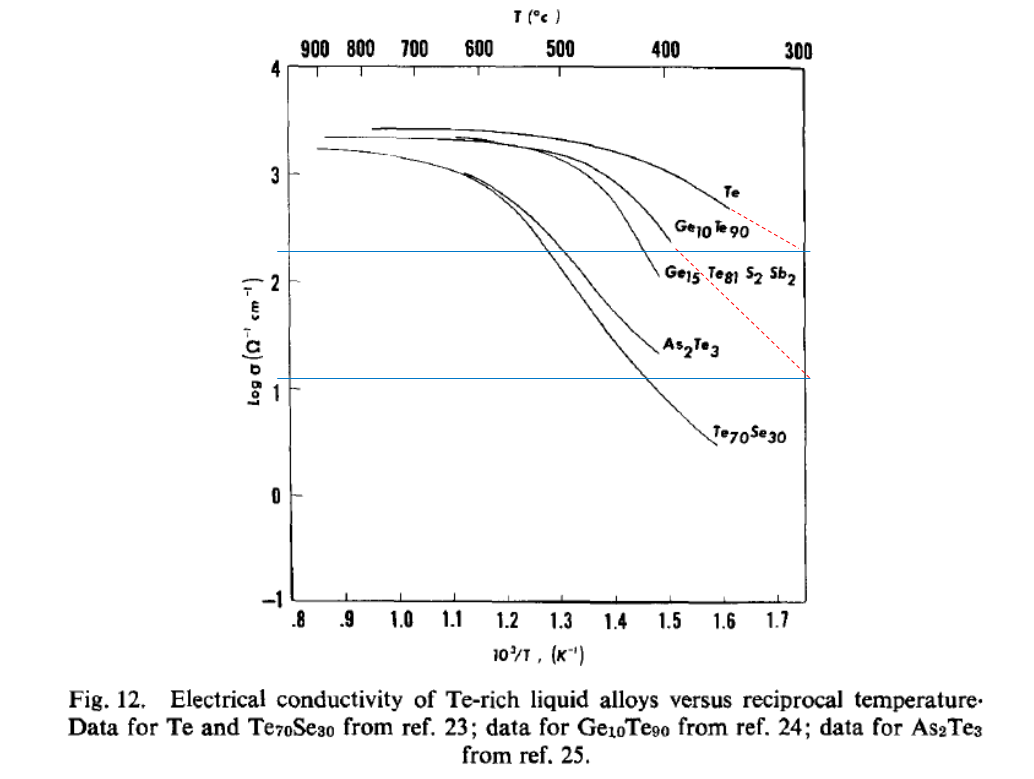 T (°c )
900 800 700 600 500 400 300
4
3
2
1
0
−1
Log σ (Ω⁻¹ cm⁻¹)
Te
Ge10 Te 90
Ge15 Te81 S2 Sb2
As2Te3
Te70Se30
.8 .9 1.0 1.1 1.2 1.3 1.4 1.5 1.6 1.7
10³/T , (K⁻¹)
Fig. 12. Electrical conductivity of Te-rich liquid alloys versus reciprocal temperature.
Data for Te and Te70Se30 from ref. 23; data for Ge10Te90 from ref. 24; data for As2Te3
from ref. 25.